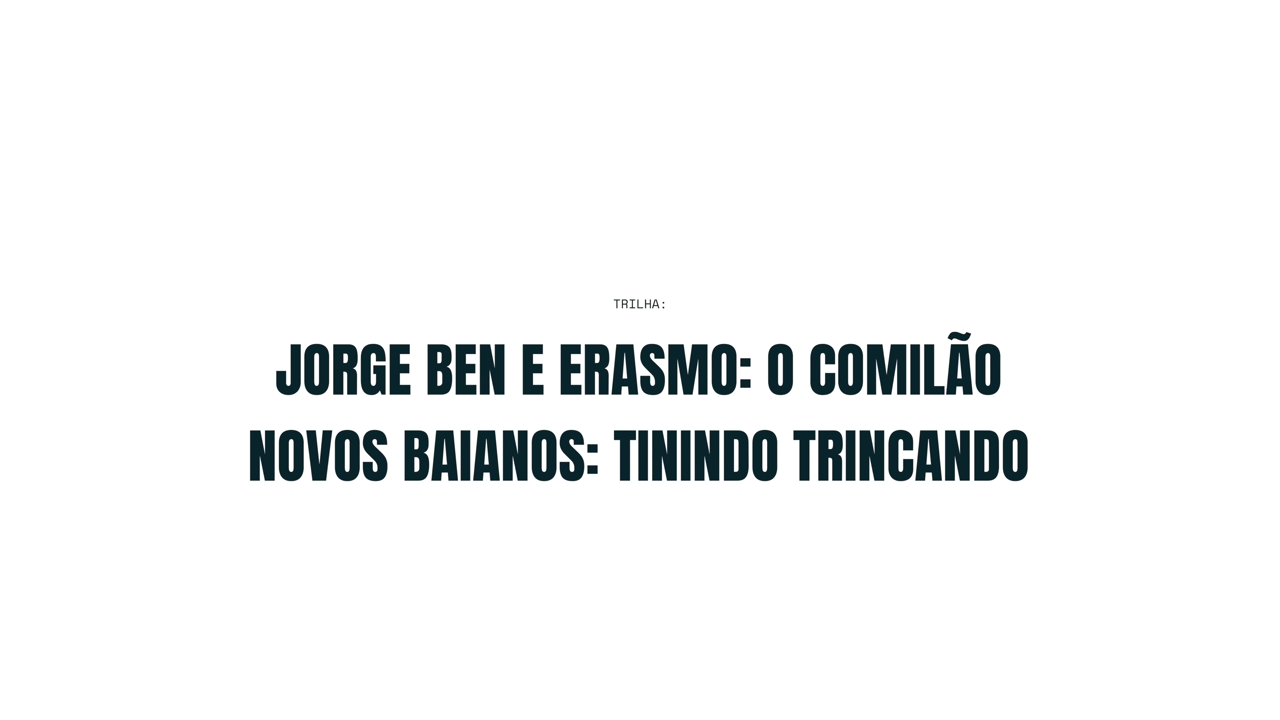 TRILHA:
JORGE BEN E ERASMO: O COMILÃO
NOVOS BAIANOS: TININDO TRINCANDO